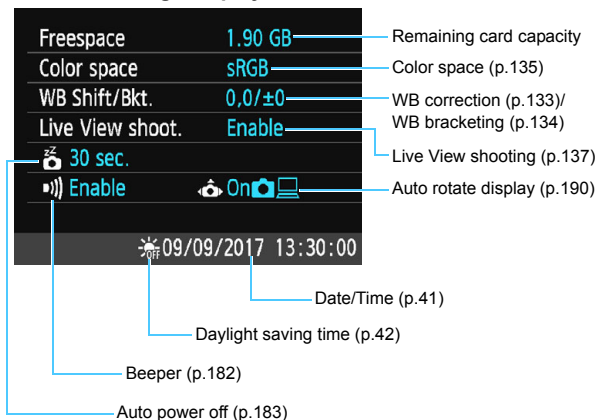 Freespace 1.90 GB Remaining card capacity
Color space sRGB Color space (p.135)
WB Shift/Bkt. 0,0/±0 WB correction (p.133)/
WB bracketing (p.134)
Live View shoot. Enable Live View shooting (p.137)
zZ 30 sec.
Enable On Auto rotate display (p.190)
OFF 09/09/2017 13:30:00
Date/Time (p.41)
Daylight saving time (p.42)
Beeper (p.182)
Auto power off (p.183)